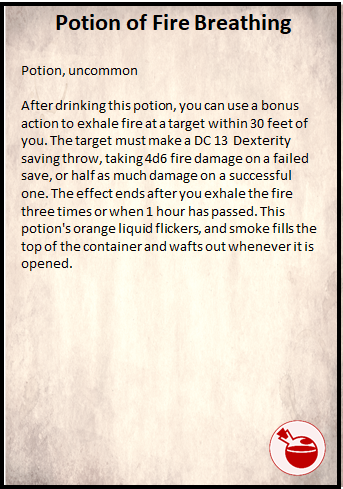 Potion of Fire Breathing
Potion, uncommon
After drinking this potion, you can use a bonus
action to exhale fire at a target within 30 feet of
you. The target must make a DC 13 Dexterity
saving throw, taking 4d6 fire damage on a failed
save, or half as much damage on a successful
one. The effect ends after you exhale the fire
three times or when 1 hour has passed. This
potion's orange liquid flickers, and smoke fills the
top of the container and wafts out whenever it is
opened.